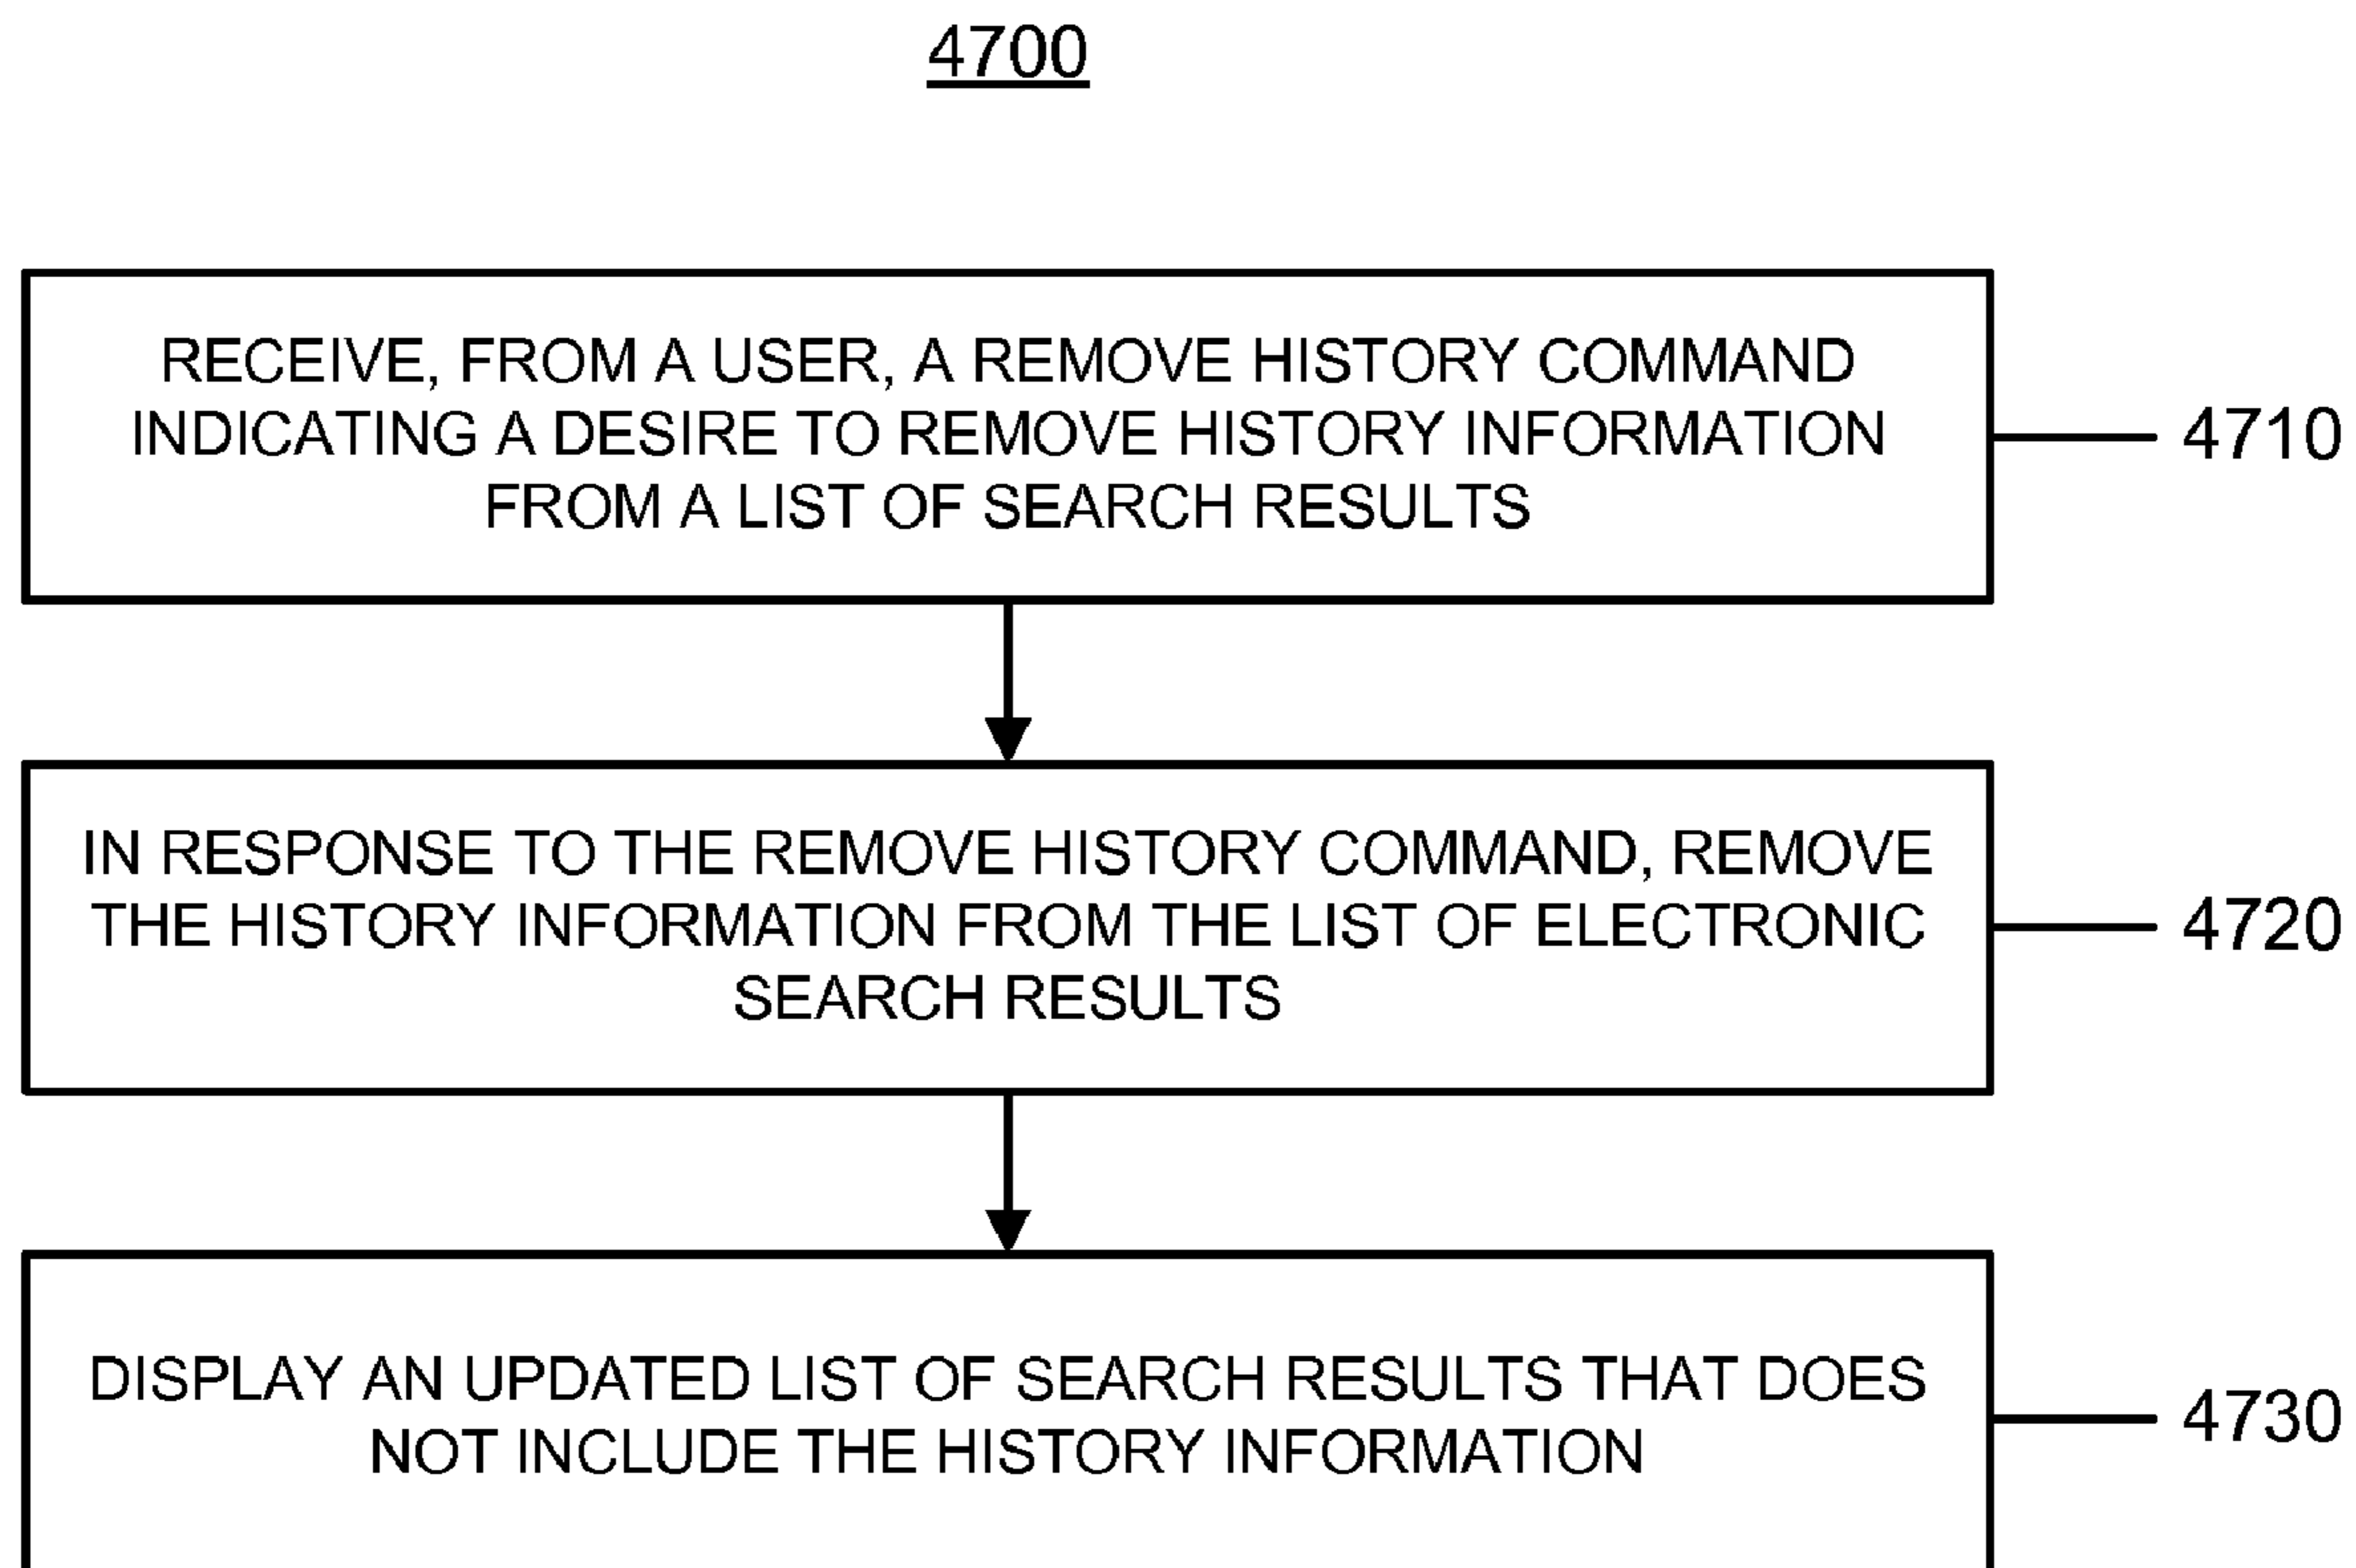 4700
RECEIVE, FROM A USER, A REMOVE HISTORY COMMAND
INDICATING A DESIRE TO REMOVE HISTORY INFORMATION
FROM A LIST OF SEARCH RESULTS
4710
IN RESPONSE TO THE REMOVE HISTORY COMMAND, REMOVE
THE HISTORY INFORMATION FROM THE LIST OF ELECTRONIC
SEARCH RESULTS
4720
DISPLAY AN UPDATED LIST OF SEARCH RESULTS THAT DOES
NOT INCLUDE THE HISTORY INFORMATION
4730